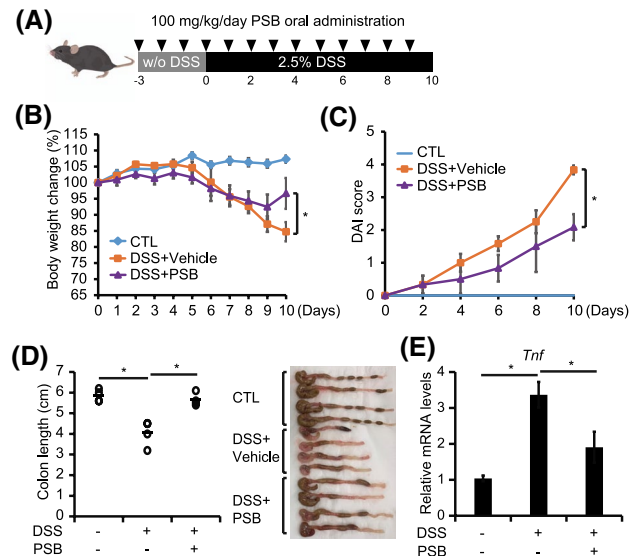 (A)
100 mg/kg/day PSB oral administration
w/o DSS
2.5% DSS
-3 0 2 4 6 8 10
(B)
Body weight change (%)
115
110
105
100
95
90
85
80
75
70
65
CTL
DSS+Vehicle
DSS+PSB
*
0 1 2 3 4 5 6 7 8 9 10 (Days)
(C)
DAI score
5
4
3
2
1
0
CTL
DSS+Vehicle
DSS+PSB
*
0 2 4 6 8 10 (Days)
(D)
Colon length (cm)
7
6
5
4
3
2
1
0
* *
DSS - + +
PSB - - +
CTL
DSS+
Vehicle
DSS+
PSB
(E)
Tnf
Relative mRNA levels
4
3
2
1
0
* *
DSS - + +
PSB - - +